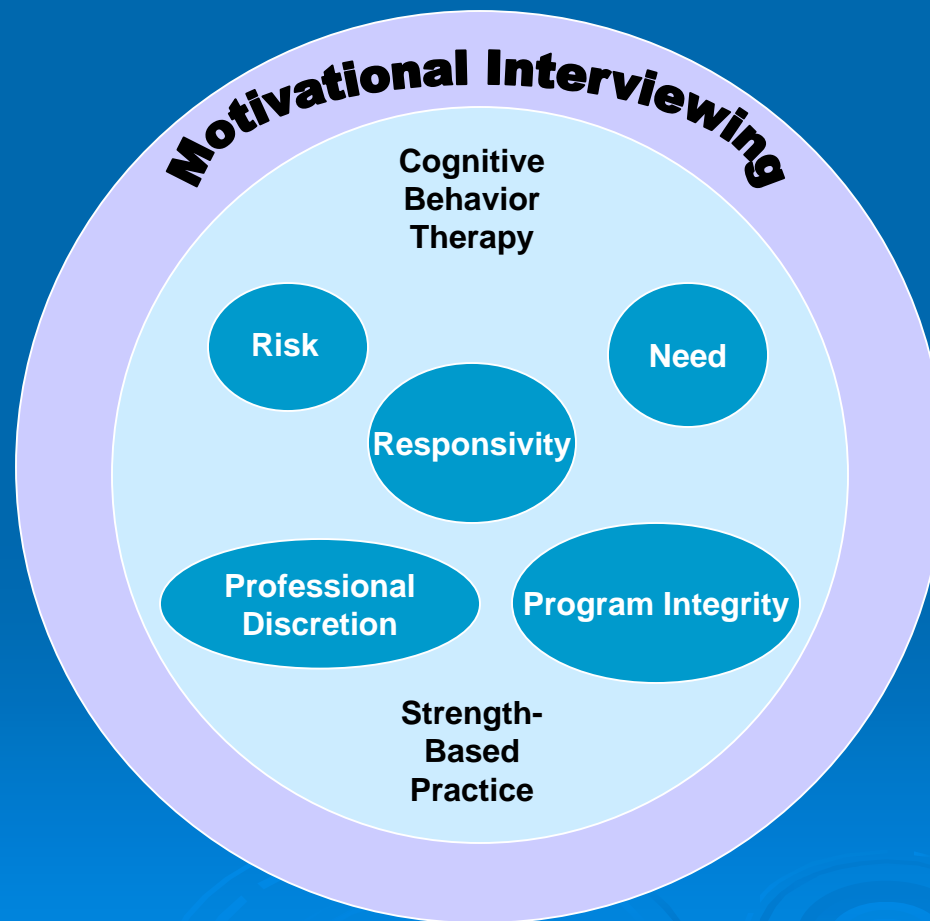 Motivational Interviewing
Cognitive
Behavior
Therapy
Risk
Need
Responsivity
Professional
Discretion
Program Integrity
Strength-
Based
Practice